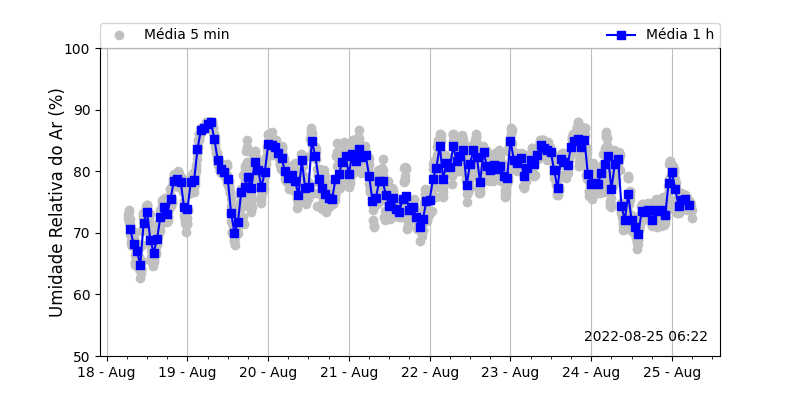 Média 5 min
Média 1 h
100
90
80
70
60
50
Umidade Relativa do Ar (%)
2022-08-25 06:22
18 - Aug
19 - Aug
20 - Aug
21 - Aug
22 - Aug
23 - Aug
24 - Aug
25 - Aug